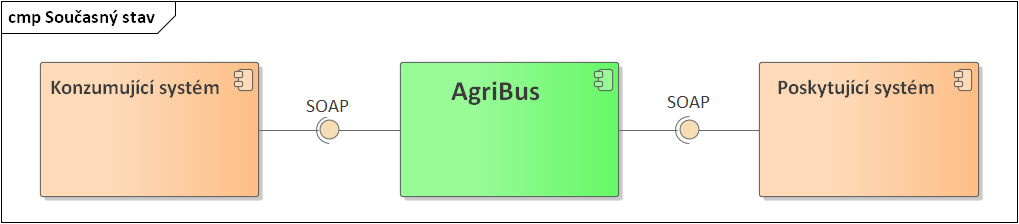 cmp Současný stav
Konzumující systém
SOAP
AgriBus
SOAP
Poskytující systém